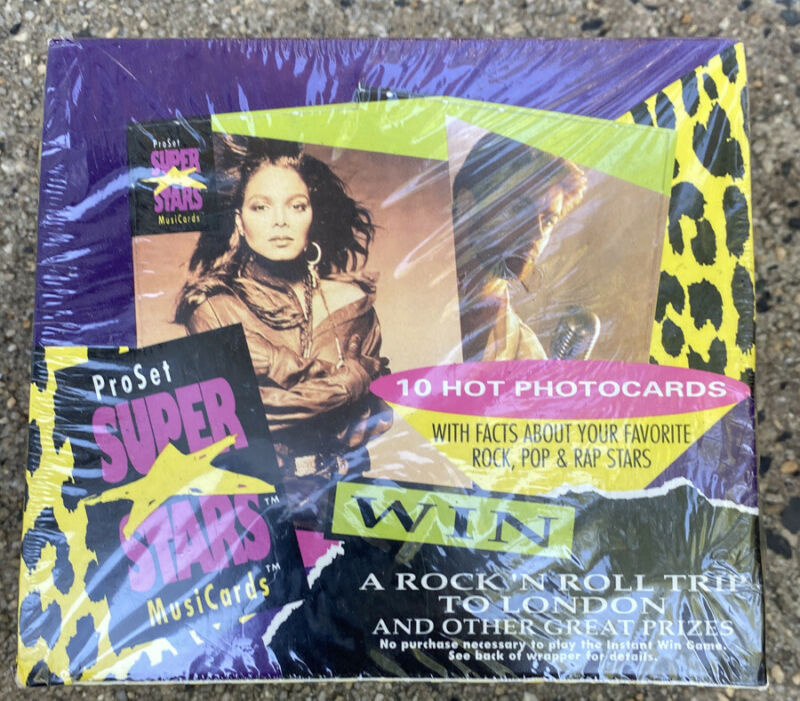 ProSet
SUPER
STARS
MusiCards
10 HOT PHOTOCARDS
WITH FACTS ABOUT YOUR FAVORITE
ROCK, POP & RAP STARS
ProSet
SUPER
STARS™
MusiCards™
WIN
A ROCK 'N ROLL TRIP
TO LONDON
AND OTHER GREAT PRIZES
No purchase necessary to play the Instant Win Game.
See back of wrapper for details.